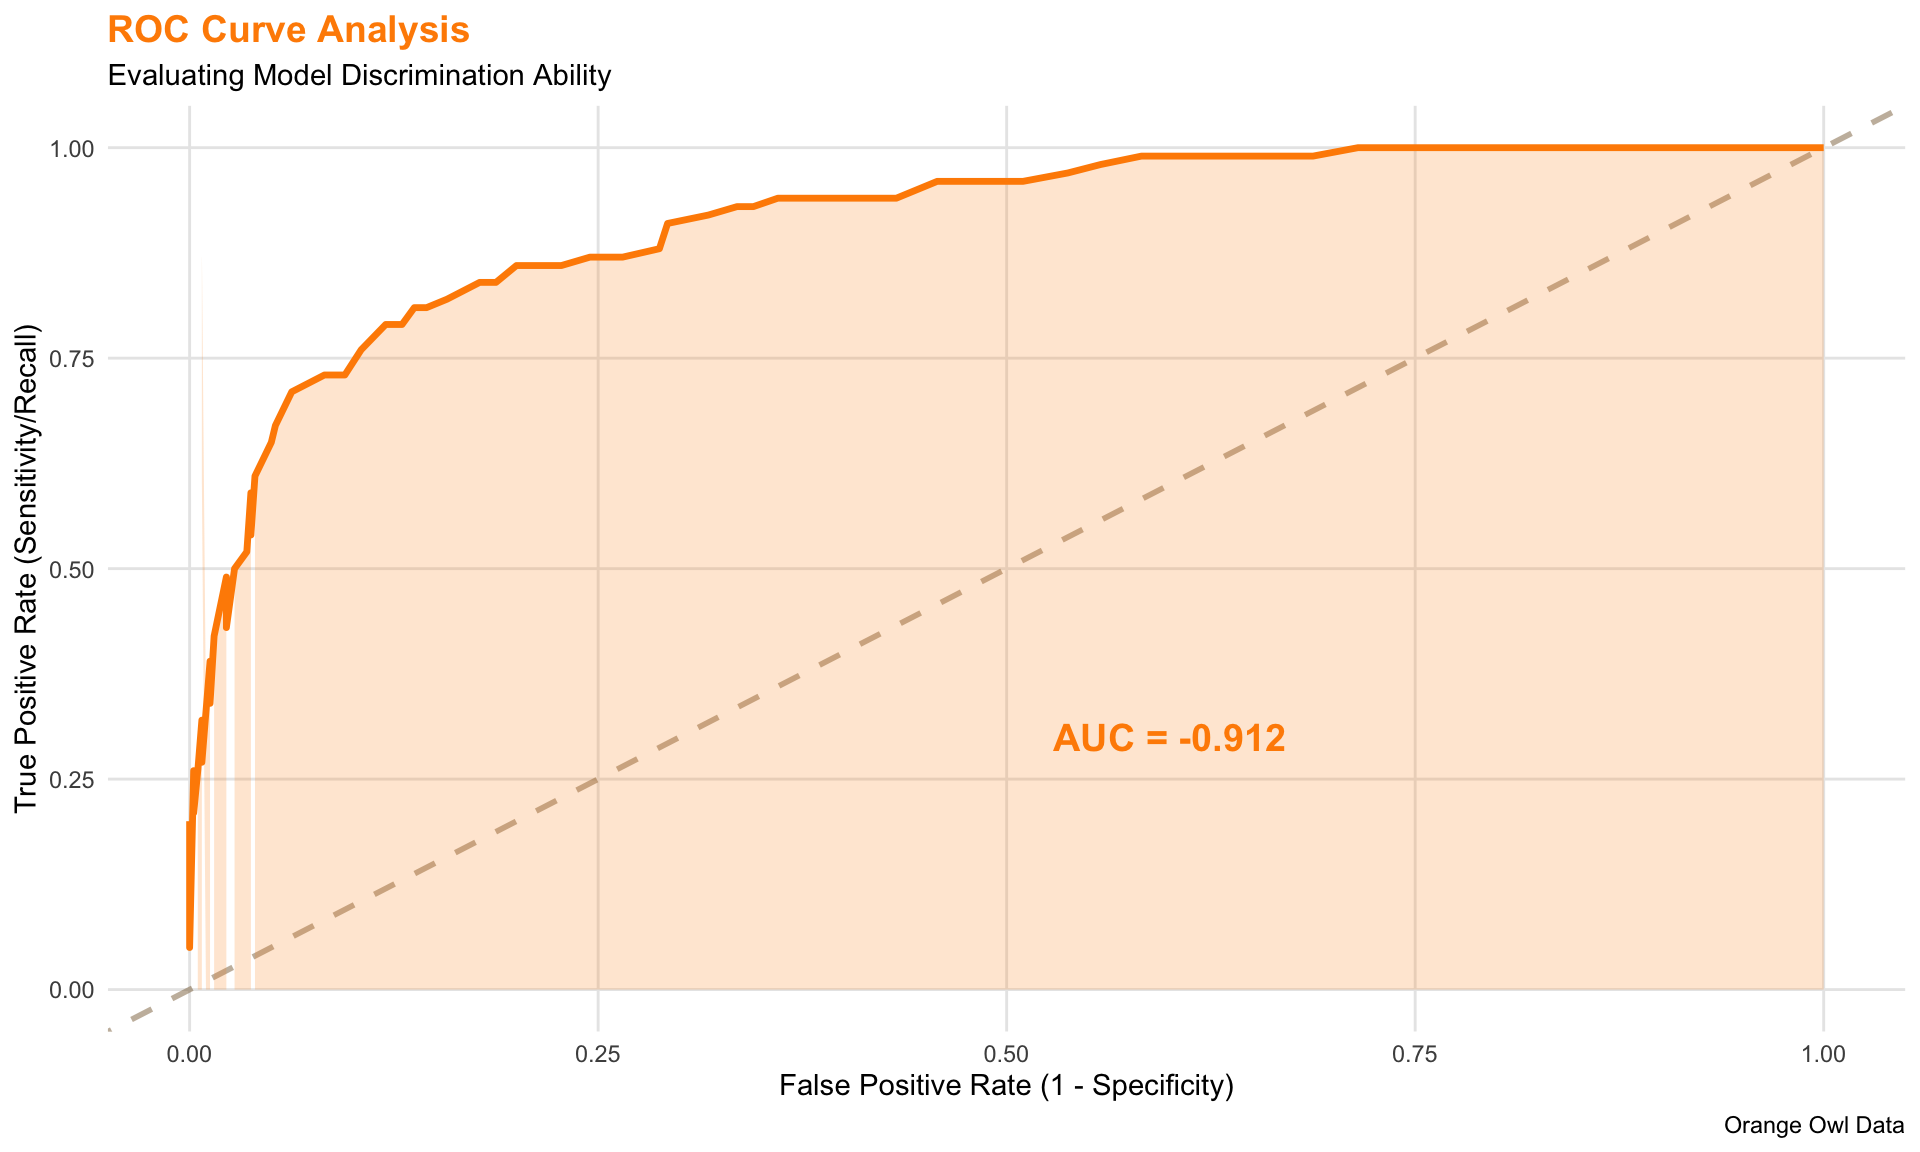 ROC Curve Analysis
Evaluating Model Discrimination Ability
True Positive Rate (Sensitivity/Recall)
1.00
0.75
0.50
0.25
0.00
AUC = -0.912
0.00 0.25 0.50 0.75 1.00
False Positive Rate (1 - Specificity)
Orange Owl Data